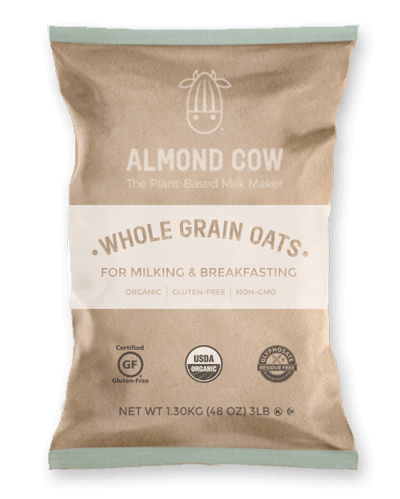 ALMOND COW
The Plant-Based Milk Maker
•WHOLE GRAIN OATS•
FOR MILKING & BREAKFASTING
ORGANIC | GLUTEN-FREE | NON-GMO
Certified
GF
Gluten-Free
USDA
ORGANIC
GLYPHOSATE
RESIDUE FREE
NET WT 1.30KG (48 OZ) 3LB